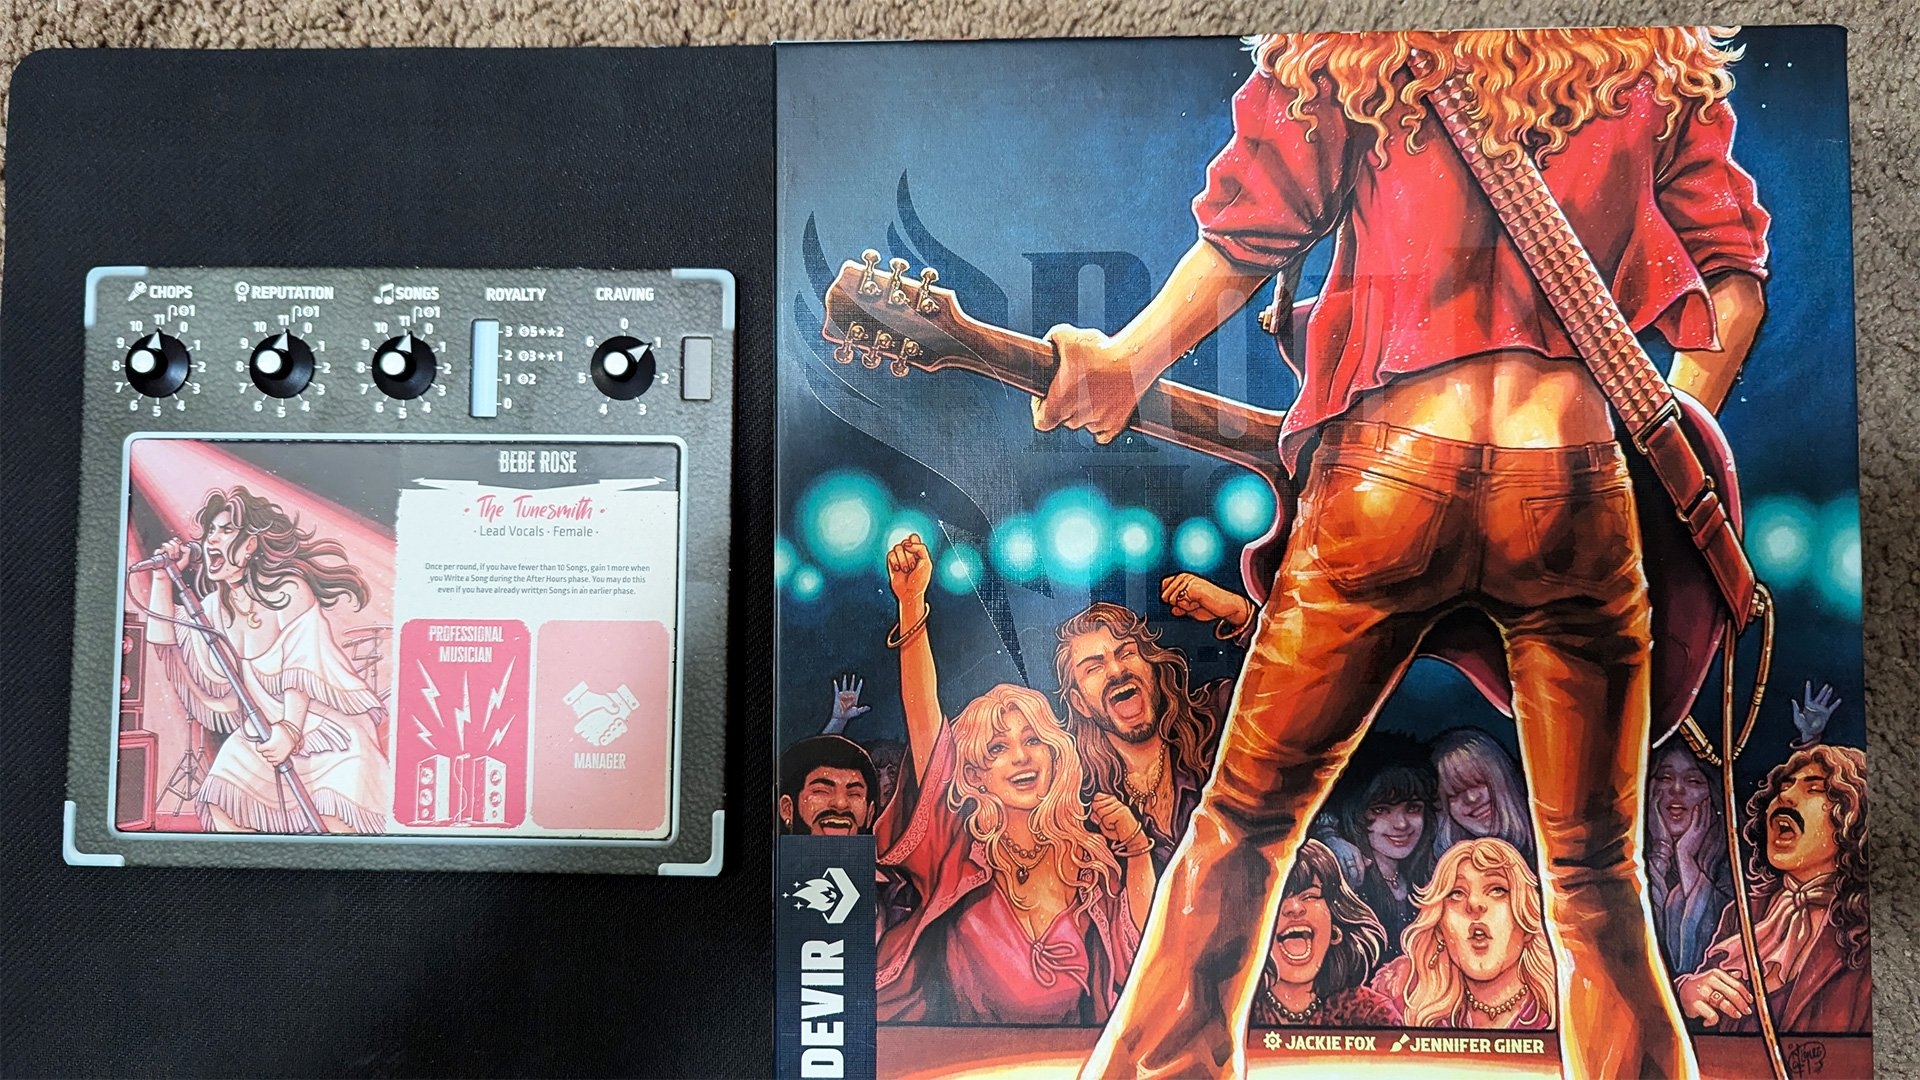 CHOPS REPUTATION SONGS ROYALTY CRAVING
11 0 1 2 3 4 5 6 7 8 9 10
11 0 1 2 3 4 5 6 7 8 9 10
11 0 1 2 3 4 5 6 7 8 9 10
3 5+★2
2 3+★1
1 2
0
0 1 2 3 4 5 6
BEBE ROSE
• The Tunesmith •
· Lead Vocals · Female ·
Once per round, if you have fewer than 10 Songs, gain 1 more when
you Write a Song during the After Hours phase. You may do this
even if you have already written Songs in an earlier phase.
PROFESSIONAL
MUSICIAN
MANAGER
DEVIR
JACKIE FOX JENNIFER GINER